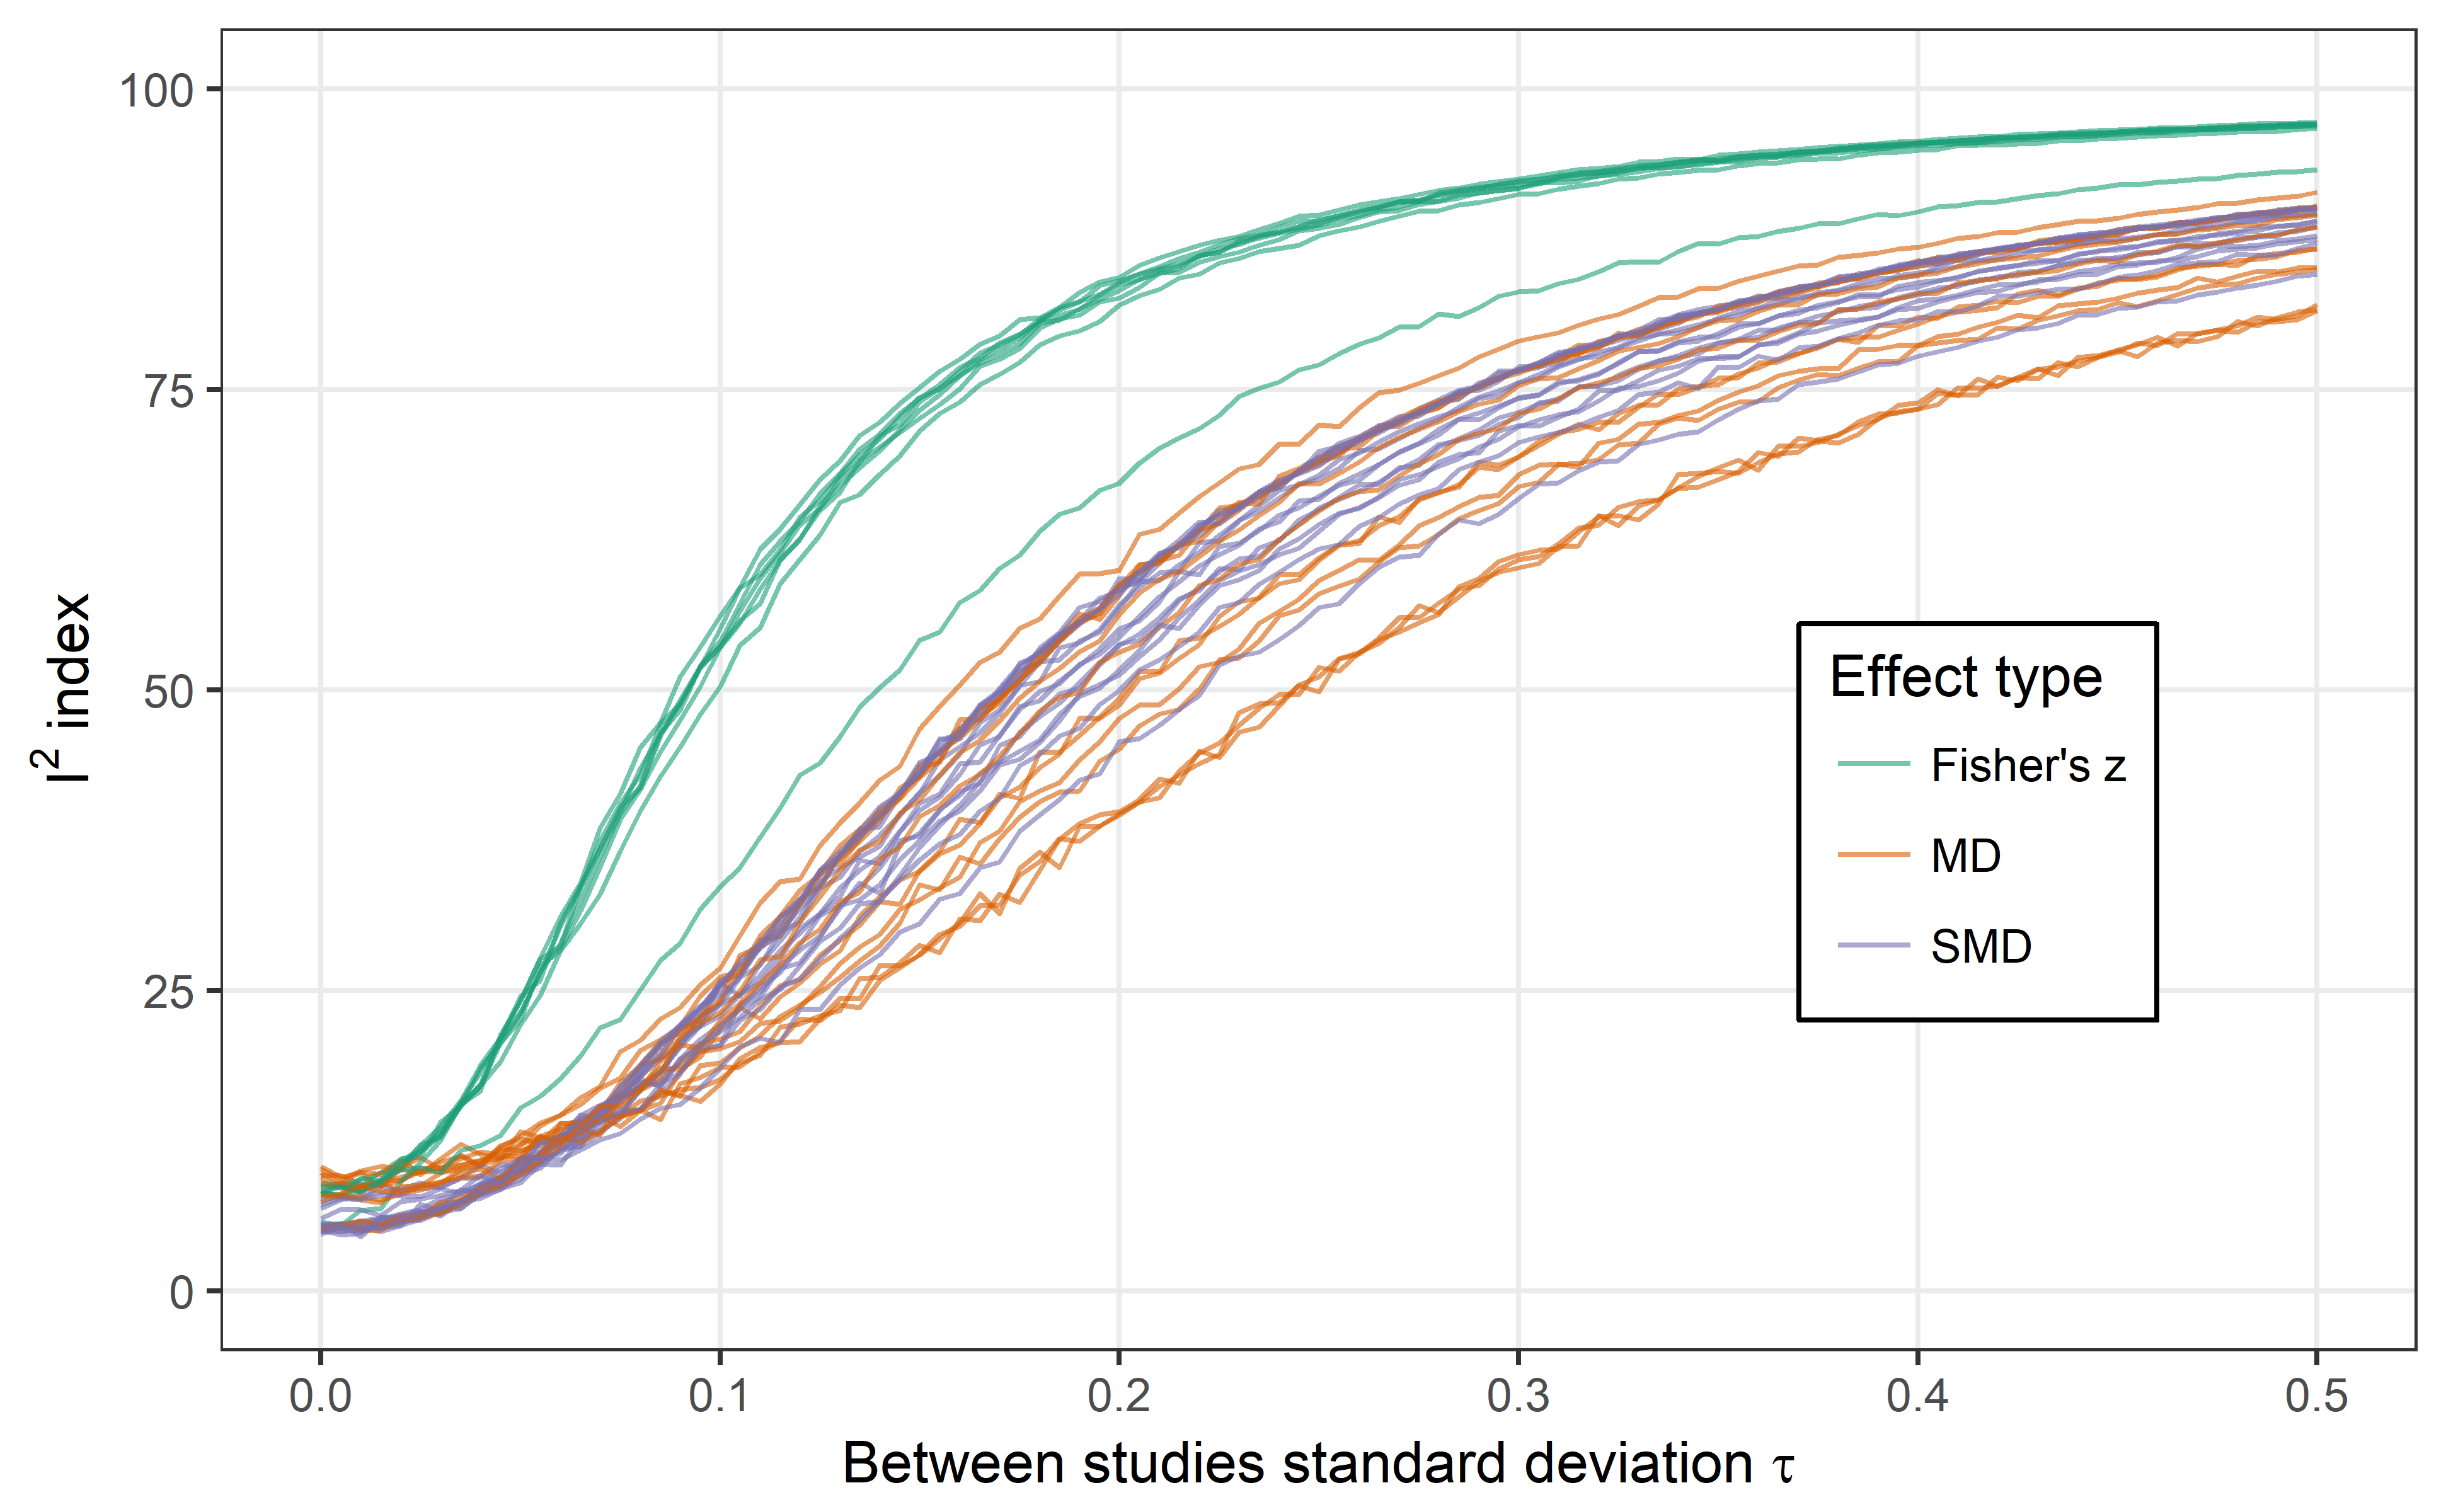 100
75
50
25
0
I² index
0.0 0.1 0.2 0.3 0.4 0.5
Between studies standard deviation τ
Effect type
Fisher's z
MD
SMD